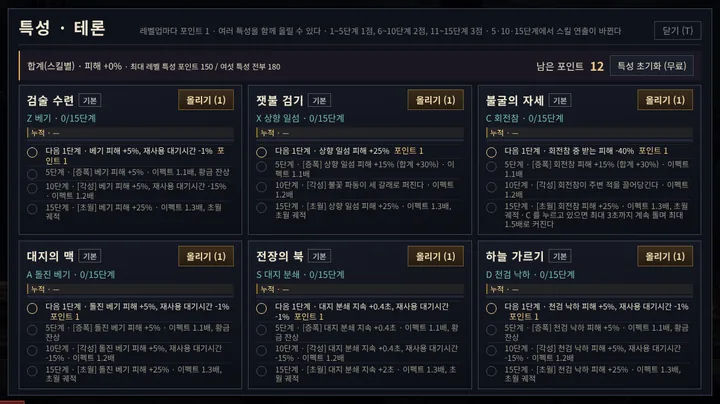 특성 · 테론
레벨업마다 포인트 1 · 여러 특성을 함께 올릴 수 있다 · 1~5단계 1점, 6~10단계 2점, 11~15단계 3점 · 5·10·15단계에서 스킬 연출이 바뀐다
닫기 (T)
합계(스킬별) · 피해 +0% · 최대 레벨 특성 포인트 150 / 여섯 특성 전부 180
남은 포인트 12
특성 초기화 (무료)
검술 수련 기본 올리기 (1)
Z 베기 · 0/15단계
누적 · —
다음 1단계 · 베기 피해 +5%, 재사용 대기시간 -1% 포
인트 1
5단계 · [증폭] 베기 피해 +5% · 이펙트 1.1배, 황금 잔상
10단계 · [각성] 베기 피해 +5%, 재사용 대기시간 -15%
· 이펙트 1.2배
15단계 · [초월] 베기 피해 +25% · 이펙트 1.3배, 초월
궤적
잿불 검기 기본 올리기 (1)
X 상향 일섬 · 0/15단계
누적 · —
다음 1단계 · 상향 일섬 피해 +25% 포인트 1
5단계 · [증폭] 상향 일섬 피해 +15% (합계 +30%) · 이
펙트 1.1배
10단계 · [각성] 불꽃 파동이 세 갈래로 퍼진다 · 이펙트
1.2배
15단계 · [초월] 상향 일섬 피해 +25% · 이펙트 1.3배,
초월 궤적
불굴의 자세 기본 올리기 (1)
C 회전참 · 0/15단계
누적 · —
다음 1단계 · 회전참 중 받는 피해 -40% 포인트 1
5단계 · [증폭] 회전참 피해 +15% (합계 +30%) · 이펙트
1.1배
10단계 · [각성] 회전참이 주변 적을 끌어당긴다 · 이펙트
1.2배
15단계 · [초월] 회전참 피해 +25% · 이펙트 1.3배, 초월
궤적 · C 를 누르고 있으면 최대 3초까지 계속 돌며 최대
1.5배로 커진다
대지의 맥 기본 올리기 (1)
A 돌진 베기 · 0/15단계
누적 · —
다음 1단계 · 돌진 베기 피해 +5%, 재사용 대기시간 -1%
포인트 1
5단계 · [증폭] 돌진 베기 피해 +5% · 이펙트 1.1배, 황금
잔상
10단계 · [각성] 돌진 베기 피해 +5%, 재사용 대기시간
-15% · 이펙트 1.2배
15단계 · [초월] 돌진 베기 피해 +25% · 이펙트 1.3배,
초월 궤적
전장의 북 기본 올리기 (1)
S 대지 분쇄 · 0/15단계
누적 · —
다음 1단계 · 대지 분쇄 지속 +0.4초, 재사용 대기시간
-1% 포인트 1
5단계 · [증폭] 대지 분쇄 지속 +0.4초 · 이펙트 1.1배, 황
금 잔상
10단계 · [각성] 대지 분쇄 지속 +0.4초, 재사용 대기시간
-15% · 이펙트 1.2배
15단계 · [초월] 대지 분쇄 지속 +2초 · 이펙트 1.3배, 초
월 궤적
하늘 가르기 기본 올리기 (1)
D 천검 낙하 · 0/15단계
누적 · —
다음 1단계 · 천검 낙하 피해 +5%, 재사용 대기시간 -1%
포인트 1
5단계 · [증폭] 천검 낙하 피해 +5% · 이펙트 1.1배, 황금
잔상
10단계 · [각성] 천검 낙하 피해 +5%, 재사용 대기시간
-15% · 이펙트 1.2배
15단계 · [초월] 천검 낙하 피해 +25% · 이펙트 1.3배,
초월 궤적